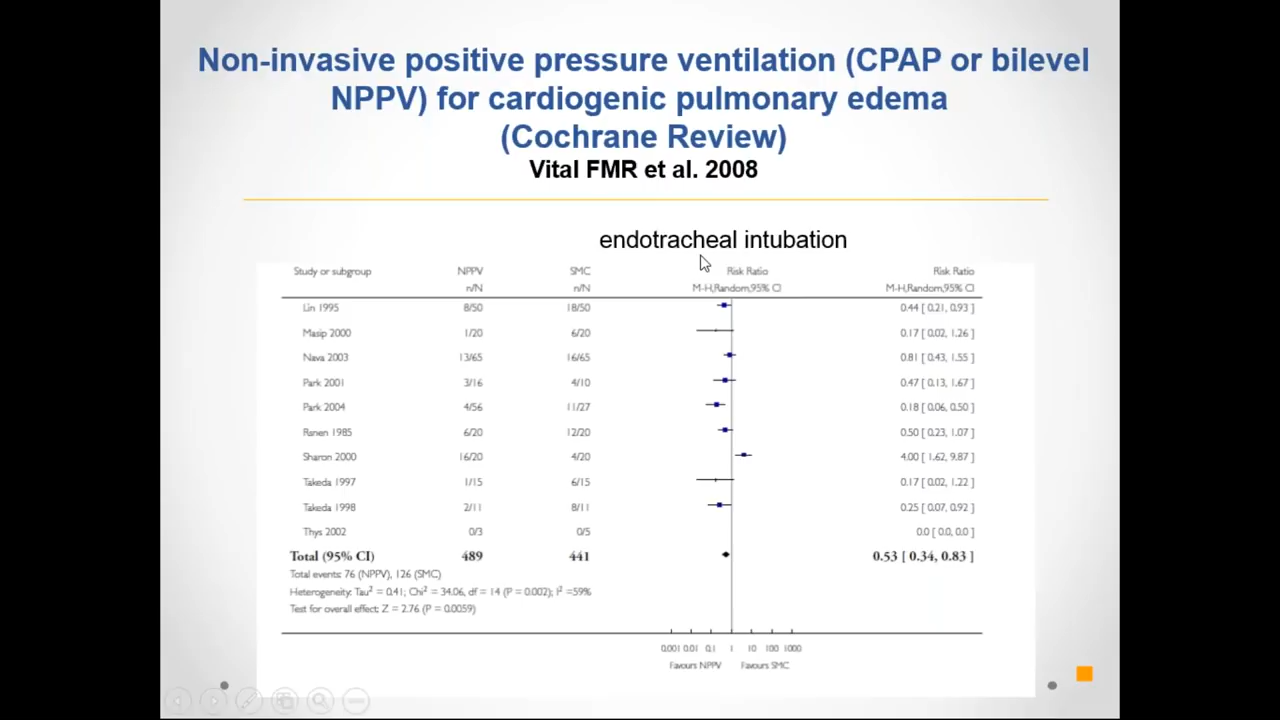 Non-invasive positive pressure ventilation (CPAP or bilevel
NPPV) for cardiogenic pulmonary edema
(Cochrane Review)
Vital FMR et al. 2008
endotracheal intubation
Study or subgroup NPPV SMC Risk Ratio Risk Ratio
n/N n/N M-H,Random,95% CI M-H,Random,95% CI
Lin 1995 8/50 18/50 0.44 [ 0.21, 0.93 ]
Masip 2000 1/20 6/20 0.17 [ 0.02, 1.26 ]
Nava 2003 13/65 16/65 0.81 [ 0.43, 1.55 ]
Park 2001 3/16 4/10 0.47 [ 0.13, 1.67 ]
Park 2004 4/56 11/27 0.18 [ 0.06, 0.50 ]
Rsnen 1985 6/20 12/20 0.50 [ 0.23, 1.07 ]
Sharon 2000 16/20 4/20 4.00 [ 1.62, 9.87 ]
Takeda 1997 1/15 6/15 0.17 [ 0.02, 1.22 ]
Takeda 1998 2/11 8/11 0.25 [ 0.07, 0.92 ]
Thys 2002 0/3 0/5 0.0 [ 0.0, 0.0 ]
Total (95% CI) 489 441 0.53 [ 0.34, 0.83 ]
Total events: 76 (NPPV), 126 (SMC)
Heterogeneity: Tau² = 0.41; Chi² = 34.06, df = 14 (P = 0.002); I² =59%
Test for overall effect: Z = 2.76 (P = 0.0059)
0.001 0.01 0.1 1 10 100 1000
Favours NPPV Favours SMC